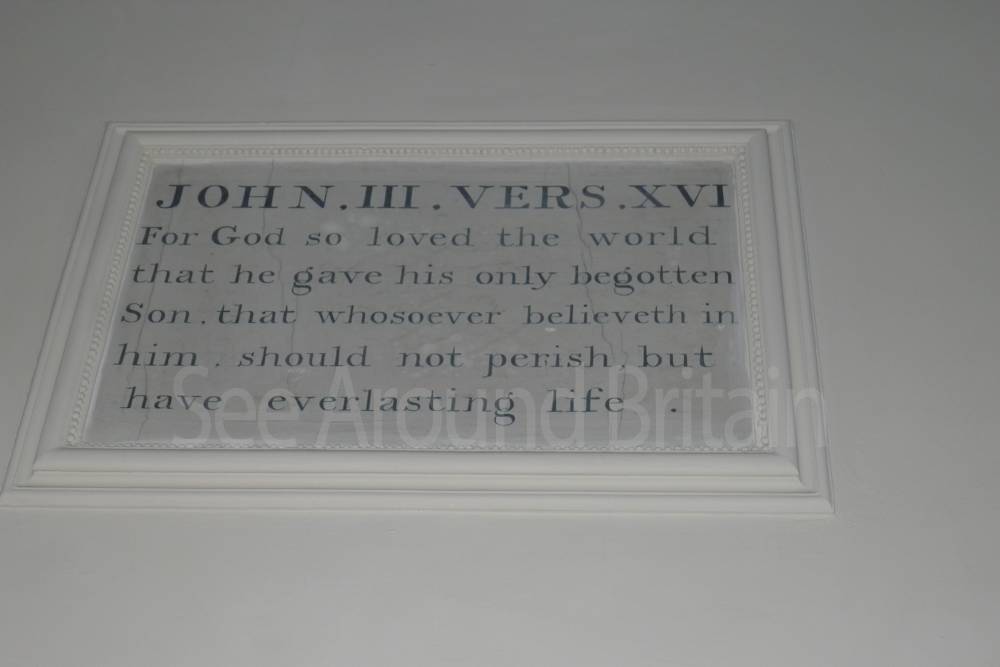 JOHN.III.VERS.XVI
For God so loved the world
that he gave his only begotten
Son, that whosoever believeth in
him, should not perish, but
have everlasting life .
See Around Britain